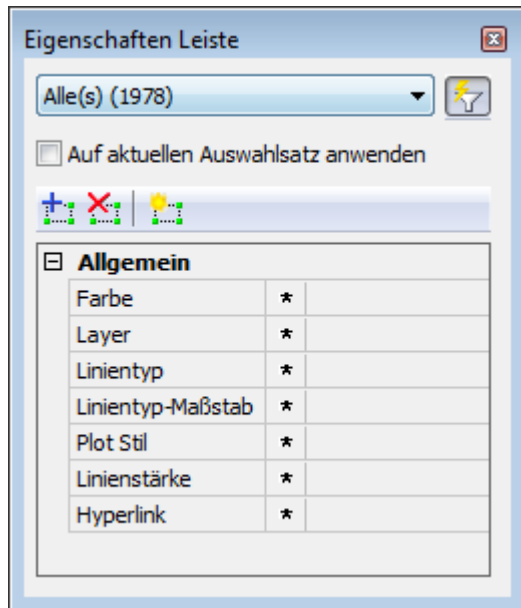 Eigenschaften Leiste
Alle(s) (1978)
Auf aktuellen Auswahlsatz anwenden
Allgemein
Farbe *
Layer *
Linientyp *
Linientyp-Maßstab *
Plot Stil *
Linienstärke *
Hyperlink *